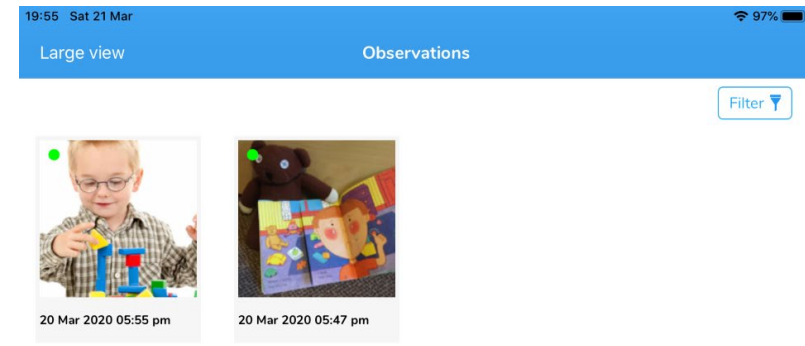 19:55 Sat 21 Mar
97%
Large view
Observations
Filter
20 Mar 2020 05:55 pm
20 Mar 2020 05:47 pm